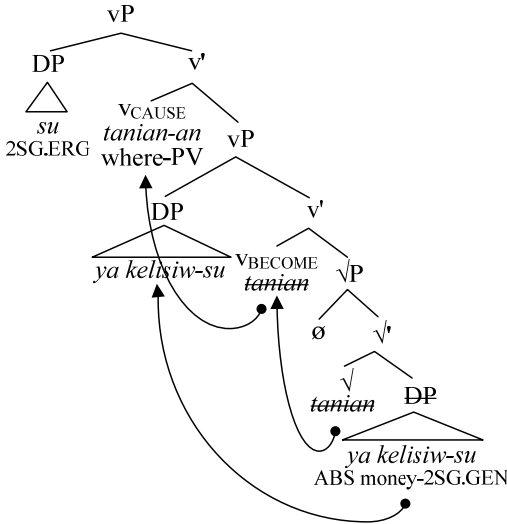 vP
DP v'
su
2SG.ERG
vCAUSE
tanian-an
where-PV
vP
DP v'
ya kelisiw-su
vBECOME
tanian
√P
ø √'
√ DP
tanian
ya kelisiw-su
ABS money-2SG.GEN